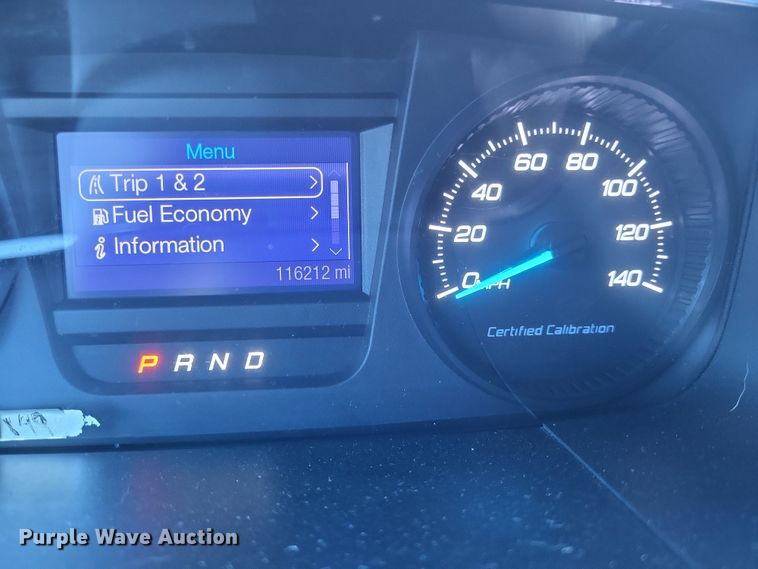 Menu
Trip 1 & 2
Fuel Economy
Information
116212 mi
P R N D
0 20 40 60 80 100 120 140
MPH
Certified Calibration
Purple Wave Auction